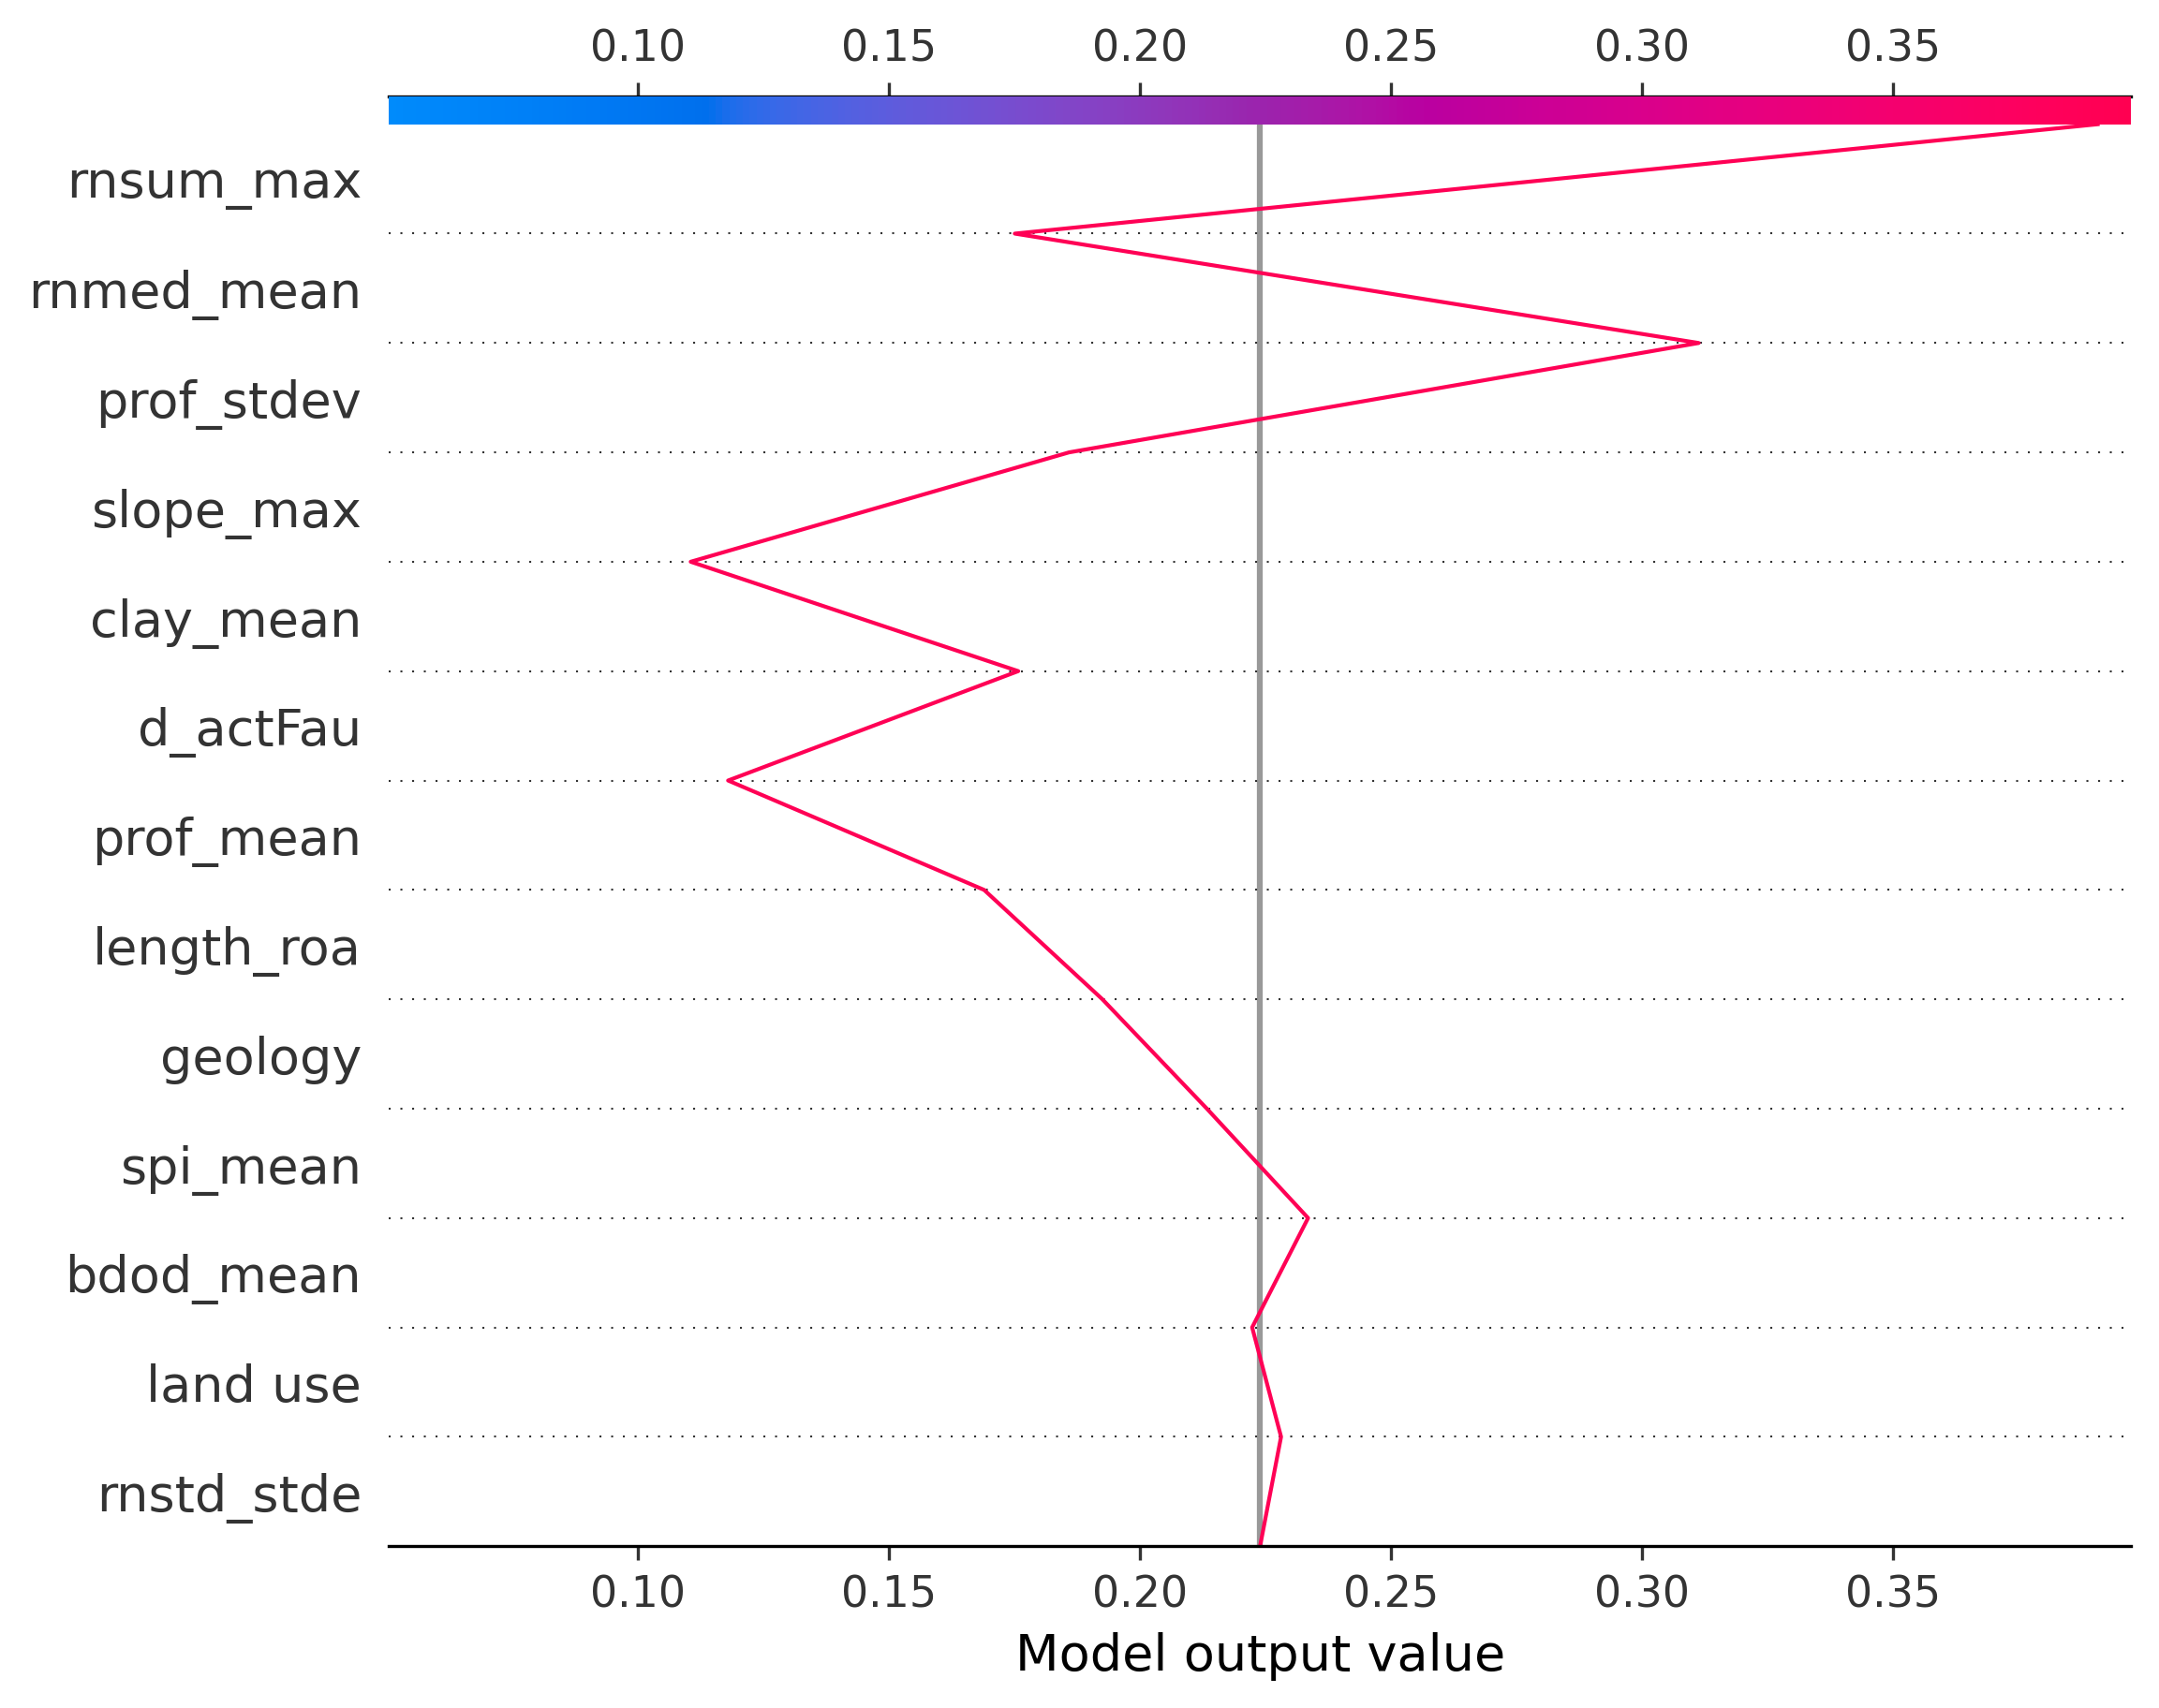 0.10 0.15 0.20 0.25 0.30 0.35
rnsum_max
rnmed_mean
prof_stdev
slope_max
clay_mean
d_actFau
prof_mean
length_roa
geology
spi_mean
bdod_mean
land use
rnstd_stde
0.10 0.15 0.20 0.25 0.30 0.35
Model output value